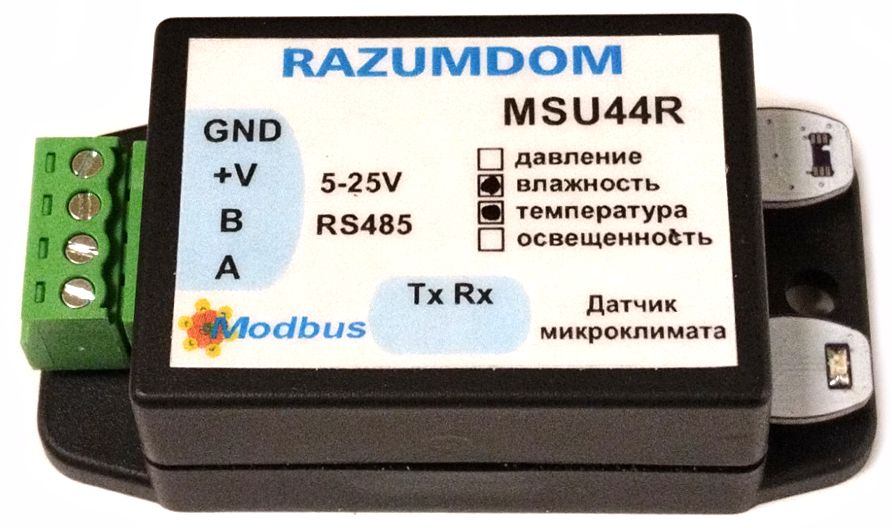 RAZUMDOM
MSU44R
GND
+V
B
A
5-25V
RS485
давление
влажность
температура
освещенность
Tx Rx
Modbus
Датчик
микроклимата